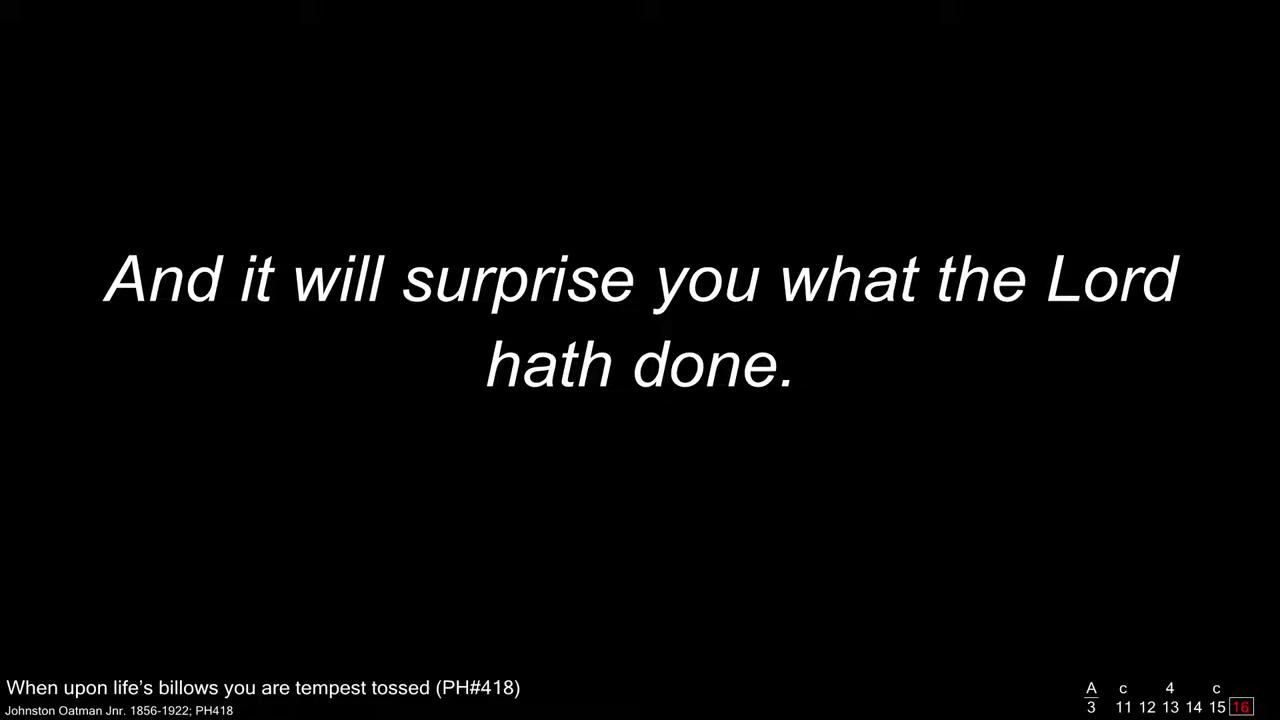 And it will surprise you what the Lord
hath done.
When upon life’s billows you are tempest tossed (PH#418)
Johnston Oatman Jnr. 1856-1922; PH418
A c 4 c
3 11 12 13 14 15 16